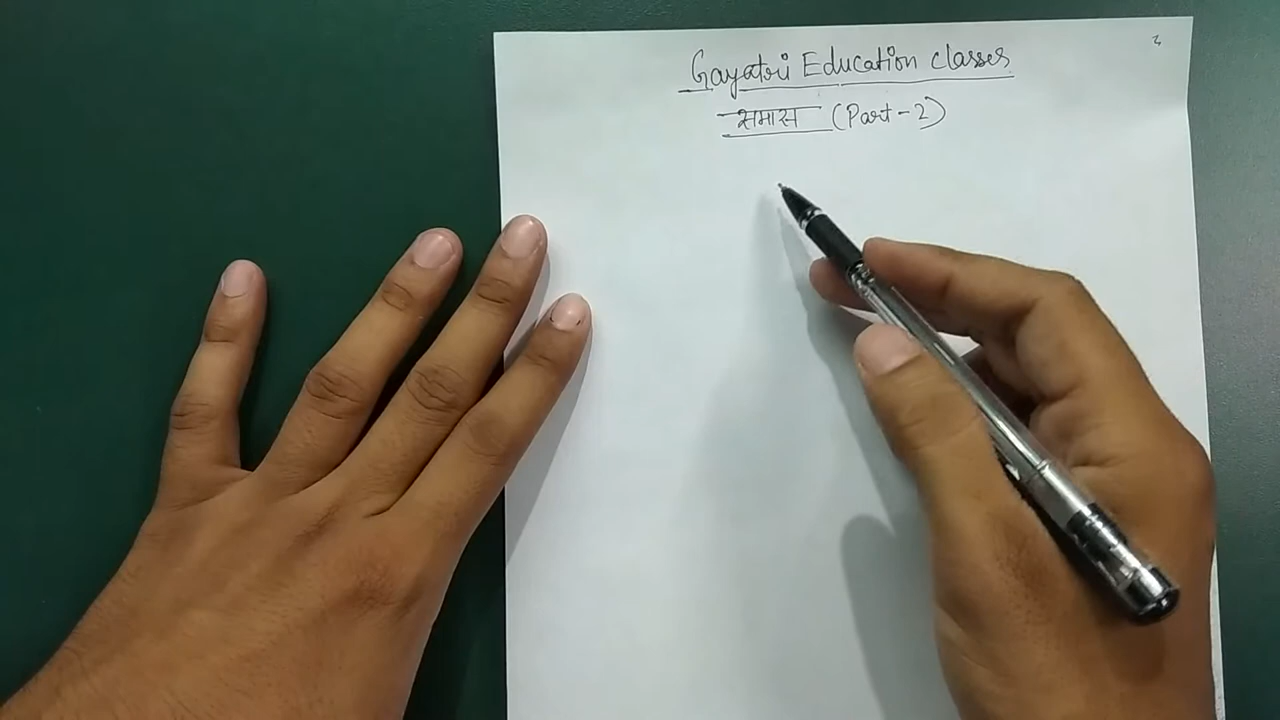 Gayatri Education classes
समास (Part-2)